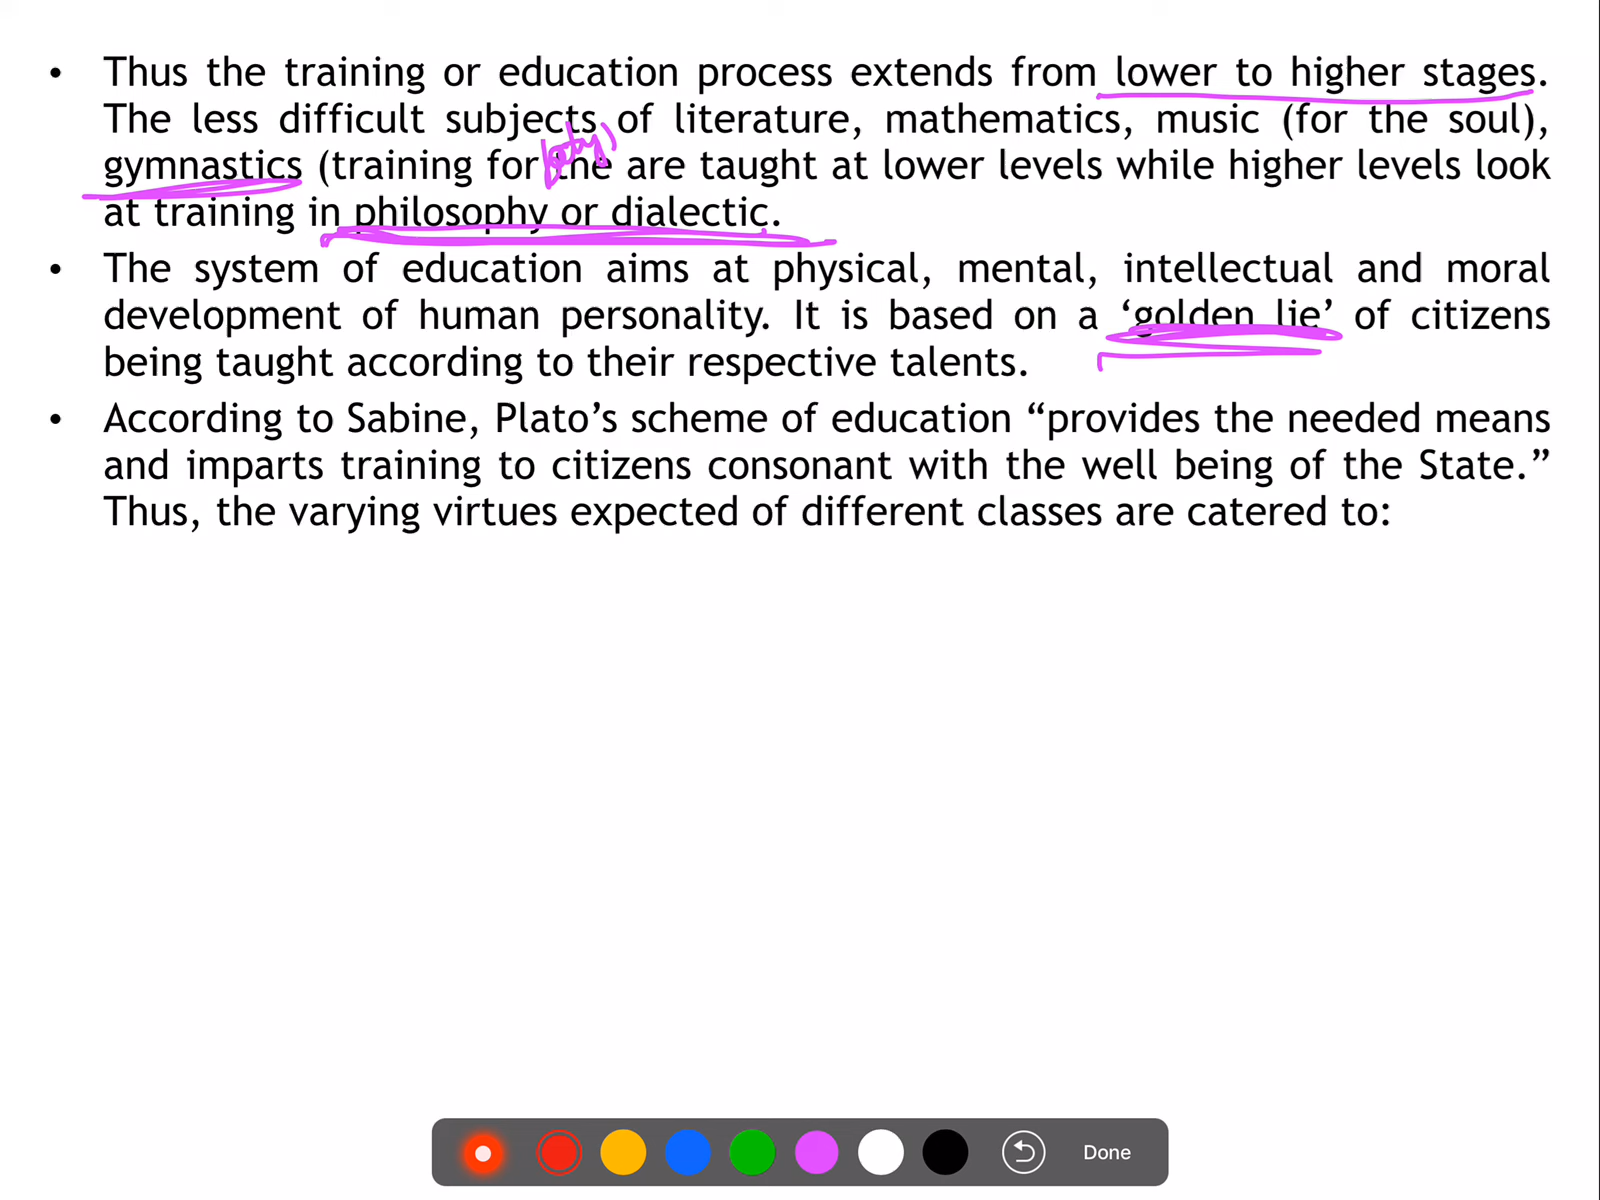 • Thus the training or education process extends from lower to higher stages.
The less difficult subjects of literature, mathematics, music (for the soul),
body)
gymnastics (training for the are taught at lower levels while higher levels look
at training in philosophy or dialectic.
• The system of education aims at physical, mental, intellectual and moral
development of human personality. It is based on a ‘golden lie’ of citizens
being taught according to their respective talents.
• According to Sabine, Plato’s scheme of education “provides the needed means
and imparts training to citizens consonant with the well being of the State.”
Thus, the varying virtues expected of different classes are catered to:
Done